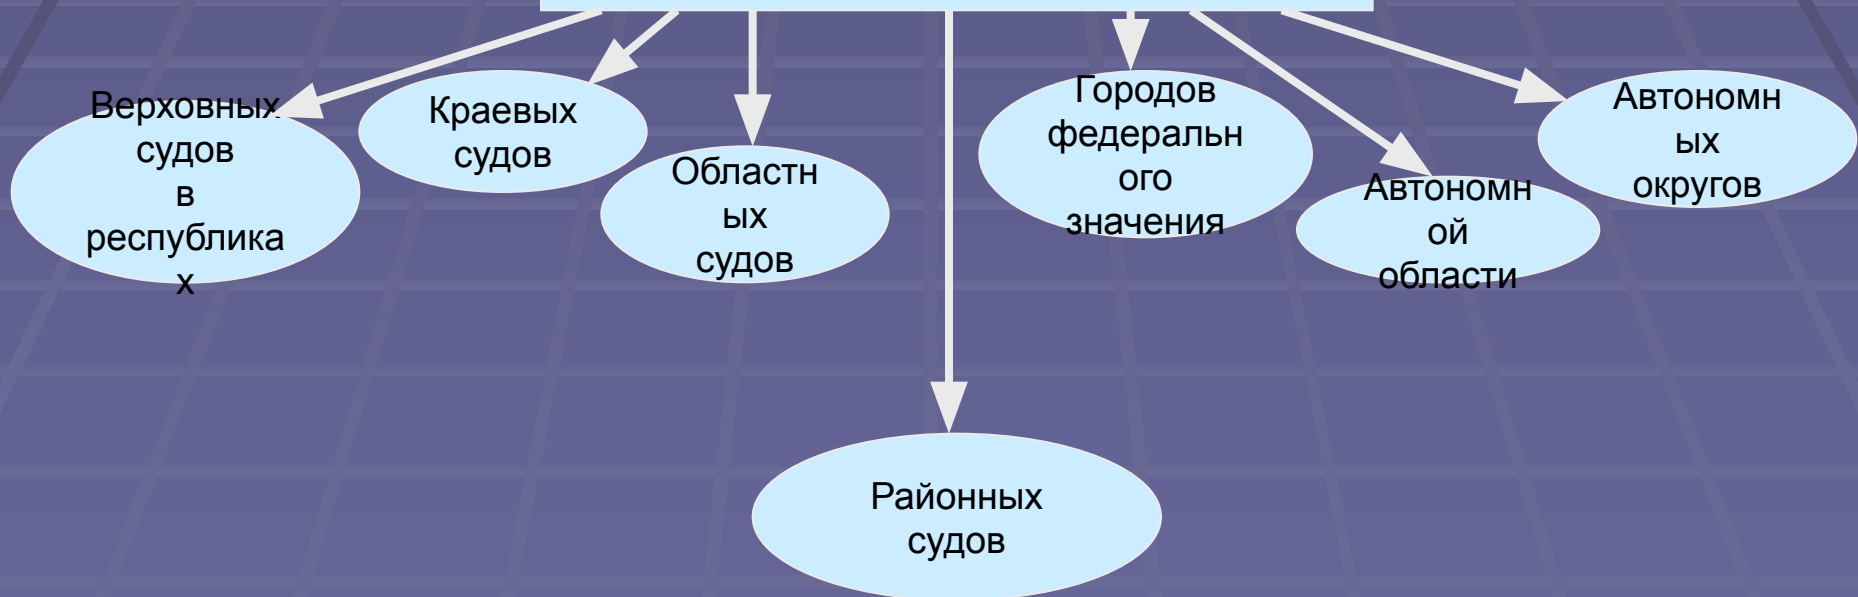 Верховных
судов
в
республика
х
Краевых
судов
Областн
ых
судов
Городов
федеральн
ого
значения
Автономн
ой
области
Автономн
ых
округов
Районных
судов